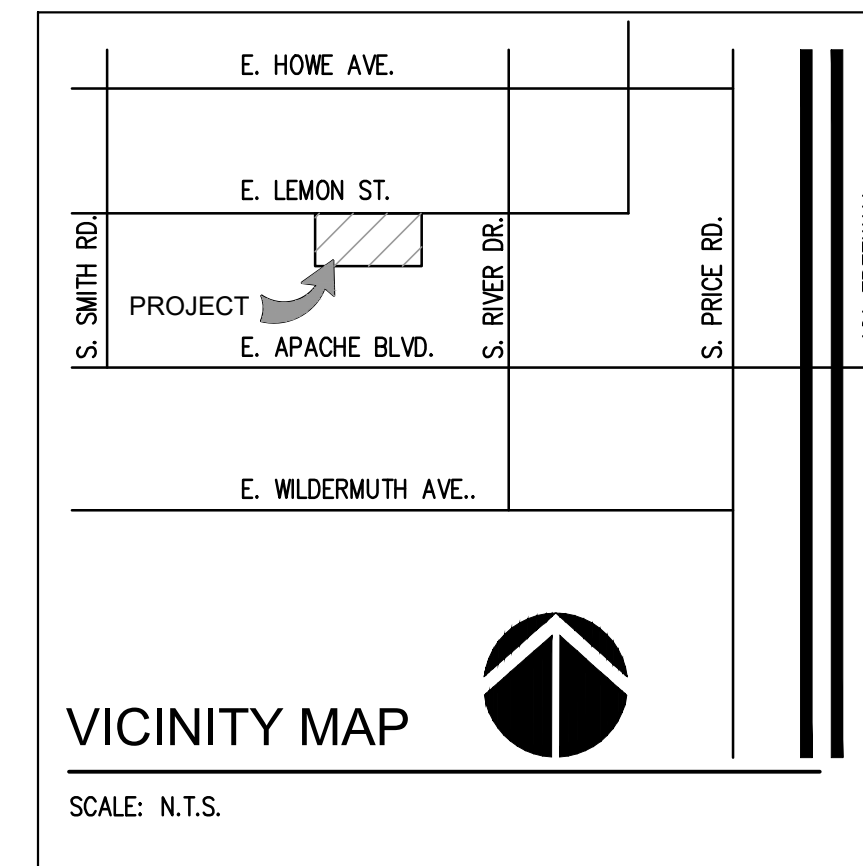 E. HOWE AVE.
E. LEMON ST.
S. SMITH RD.
S. RIVER DR.
S. PRICE RD.
PROJECT
E. APACHE BLVD.
E. WILDERMUTH AVE..
VICINITY MAP
SCALE: N.T.S.